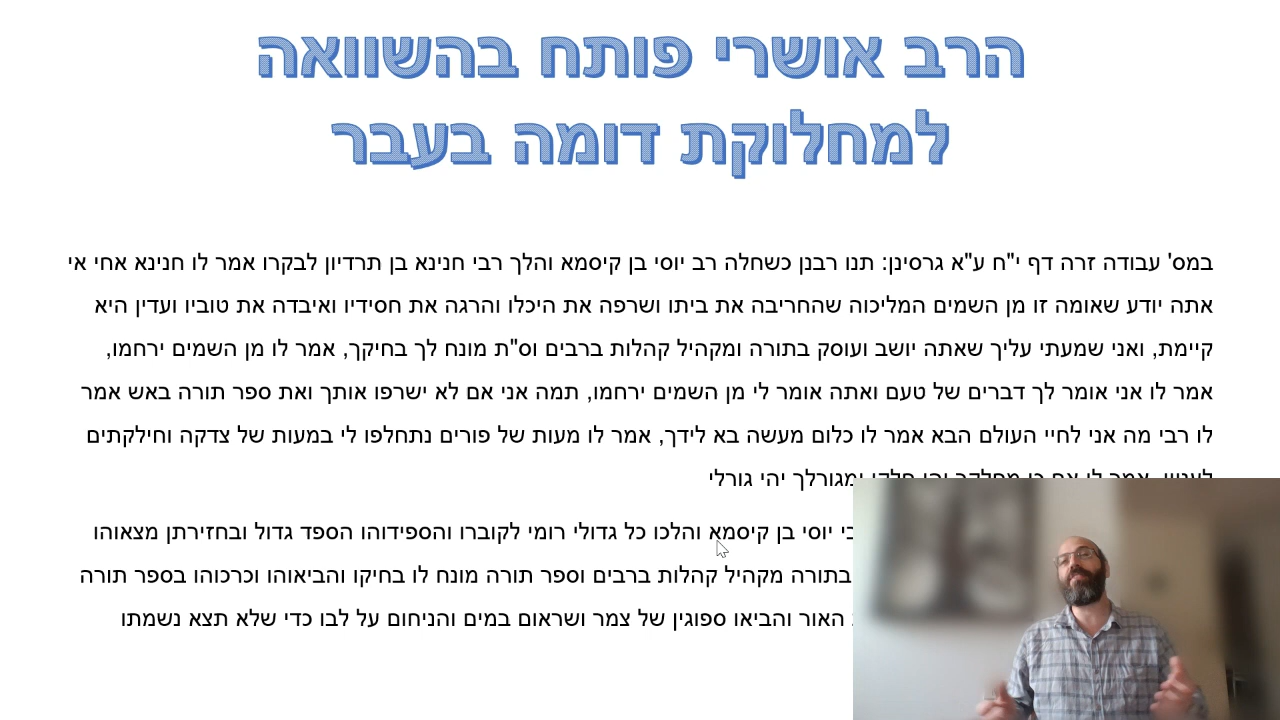 הרב אושרי פותח בהשוואה
למחלוקת דומה בעבר
במס' עבודה זרה דף י"ח ע"א גרסינן: תנו רבנן כשחלה רב יוסי בן קיסמא והלך רבי חנינא בן תרדיון לבקרו אמר לו חנינא אחי אי
אתה יודע שאומה זו מן השמים המליכוה שהחריבה את ביתו ושרפה את היכלו והרגה את חסידיו ואיבדה את טוביו ועדין היא
קיימת, ואני שמעתי עליך שאתה יושב ועוסק בתורה ומקהיל קהלות ברבים וס"ת מונח לך בחיקך, אמר לו מן השמים ירחמו,
אמר לו אני אומר לך דברים של טעם ואתה אומר לי מן השמים ירחמו, תמה אני אם לא ישרפו אותך ואת ספר תורה באש אמר
לו רבי מה אני לחיי העולם הבא אמר לו כלום מעשה בא לידך, אמר לו מעות של פורים נתחלפו לי במעות של צדקה וחילקתים
ומגורלך יהי גורלי
יוסי בן קיסמא והלכו כל גדולי רומי לקוברו והספידוהו הספד גדול ובחזירתן מצאוהו
בתורה מקהיל קהלות ברבים וספר תורה מונח לו בחיקו והביאוהו וכרכוהו בספר תורה
האור והביאו ספוגין של צמר ושראום במים והניחום על לבו כדי שלא תצא נשמתו